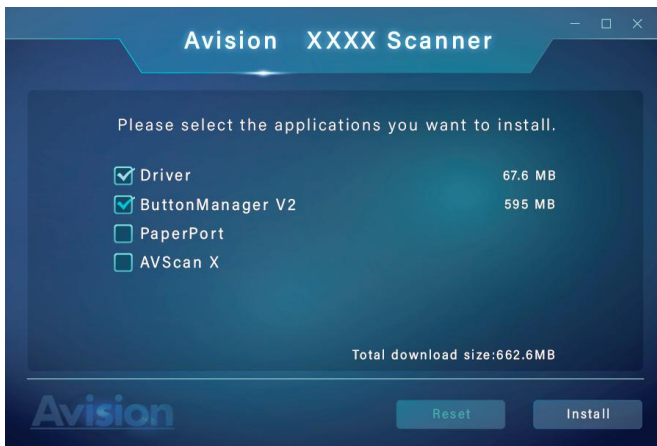 Avision XXXX Scanner
Please select the applications you want to install.
Driver 67.6 MB
ButtonManager V2 595 MB
PaperPort
AVScan X
Total download size:662.6MB
Avision
Reset Install